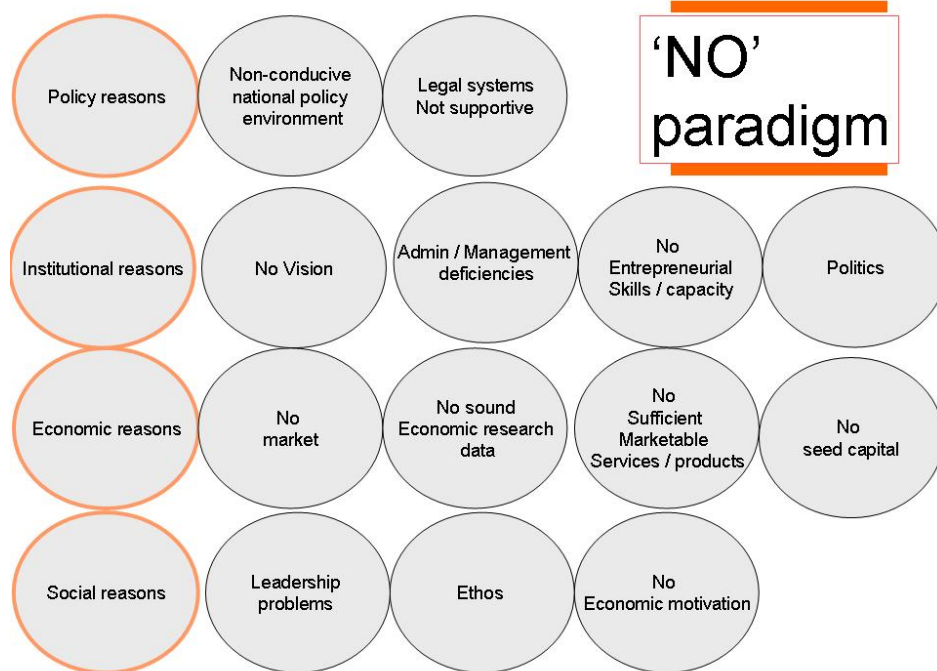 ‘NO’
paradigm
Policy reasons
Non-conducive
national policy
environment
Legal systems
Not supportive
Institutional reasons
No Vision
Admin / Management
deficiencies
No
Entrepreneurial
Skills / capacity
Politics
Economic reasons
No
market
No sound
Economic research
data
No
Sufficient
Marketable
Services / products
No
seed capital
Social reasons
Leadership
problems
Ethos
No
Economic motivation